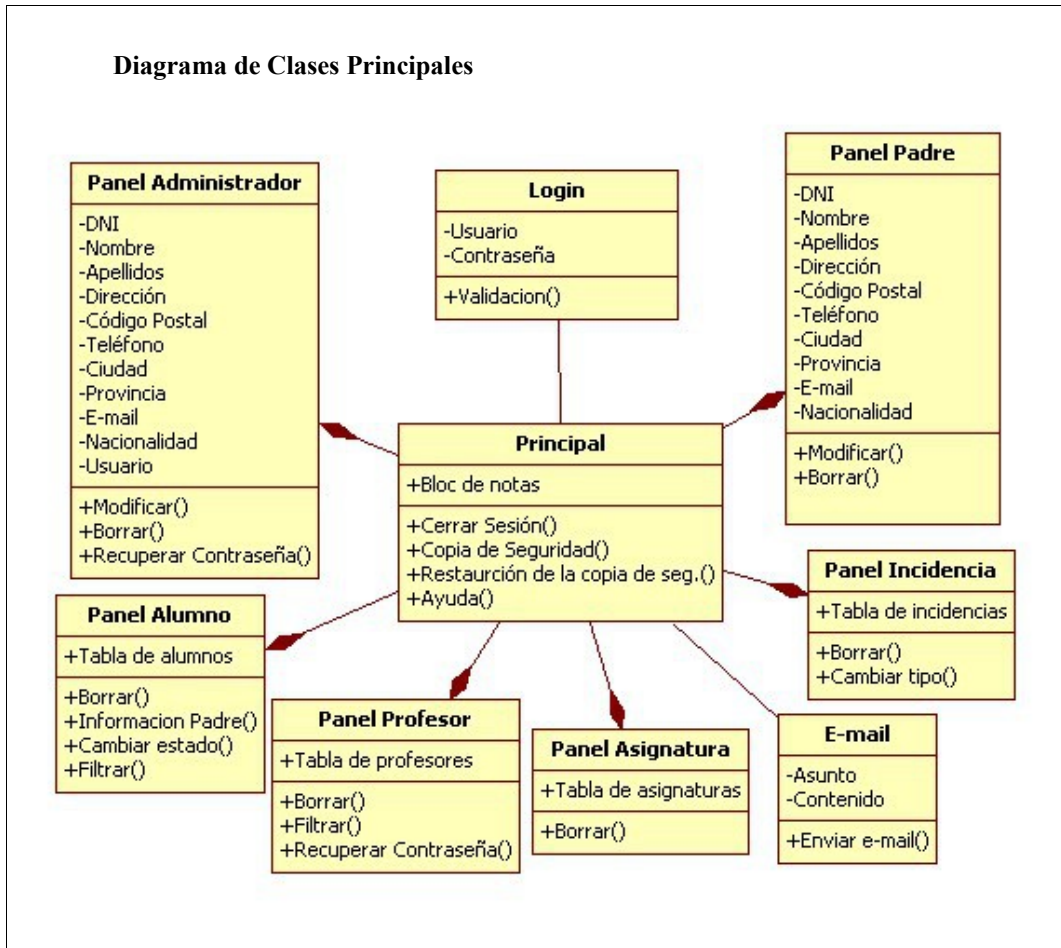 Diagrama de Clases Principales
Panel Administrador
-DNI
-Nombre
-Apellidos
-Dirección
-Código Postal
-Teléfono
-Ciudad
-Provincia
-E-mail
-Nacionalidad
-Usuario
+Modificar()
+Borrar()
+Recuperar Contraseña()
Login
-Usuario
-Contraseña
+Validacion()
Panel Padre
-DNI
-Nombre
-Apellidos
-Dirección
-Código Postal
-Teléfono
-Ciudad
-Provincia
-E-mail
-Nacionalidad
+Modificar()
+Borrar()
Principal
+Bloc de notas
+Cerrar Sesión()
+Copia de Seguridad()
+Restaurción de la copia de seg.()
+Ayuda()
Panel Incidencia
+Tabla de incidencias
+Borrar()
+Cambiar tipo()
Panel Alumno
+Tabla de alumnos
+Borrar()
+Informacion Padre()
+Cambiar estado()
+Filtrar()
Panel Profesor
+Tabla de profesores
+Borrar()
+Filtrar()
+Recuperar Contraseña()
Panel Asignatura
+Tabla de asignaturas
+Borrar()
E-mail
-Asunto
-Contenido
+Enviar e-mail()